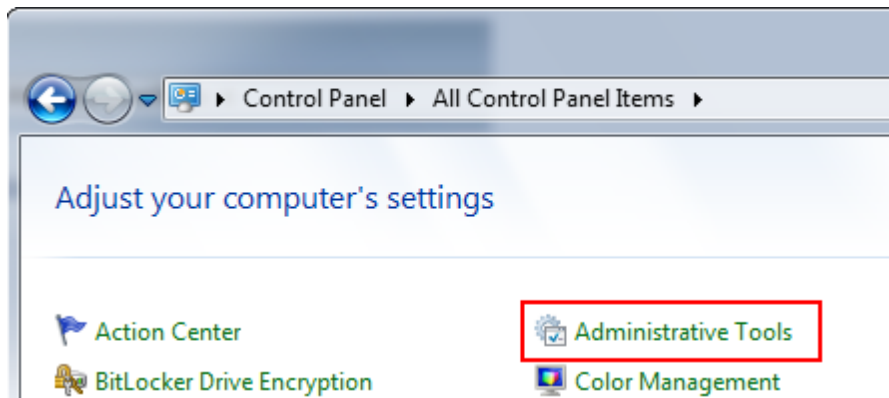 Control Panel All Control Panel Items
Adjust your computer's settings
Action Center Administrative Tools
BitLocker Drive Encryption Color Management